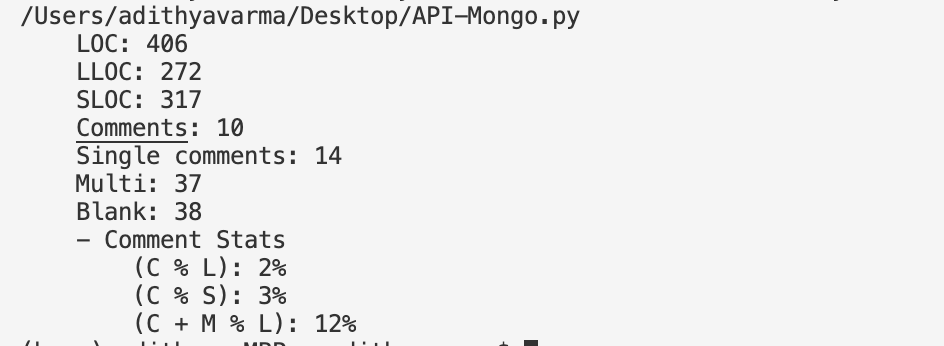 /Users/adithyavarma/Desktop/API-Mongo.py
LOC: 406
LLOC: 272
SLOC: 317
Comments: 10
Single comments: 14
Multi: 37
Blank: 38
- Comment Stats
(C % L): 2%
(C % S): 3%
(C + M % L): 12%